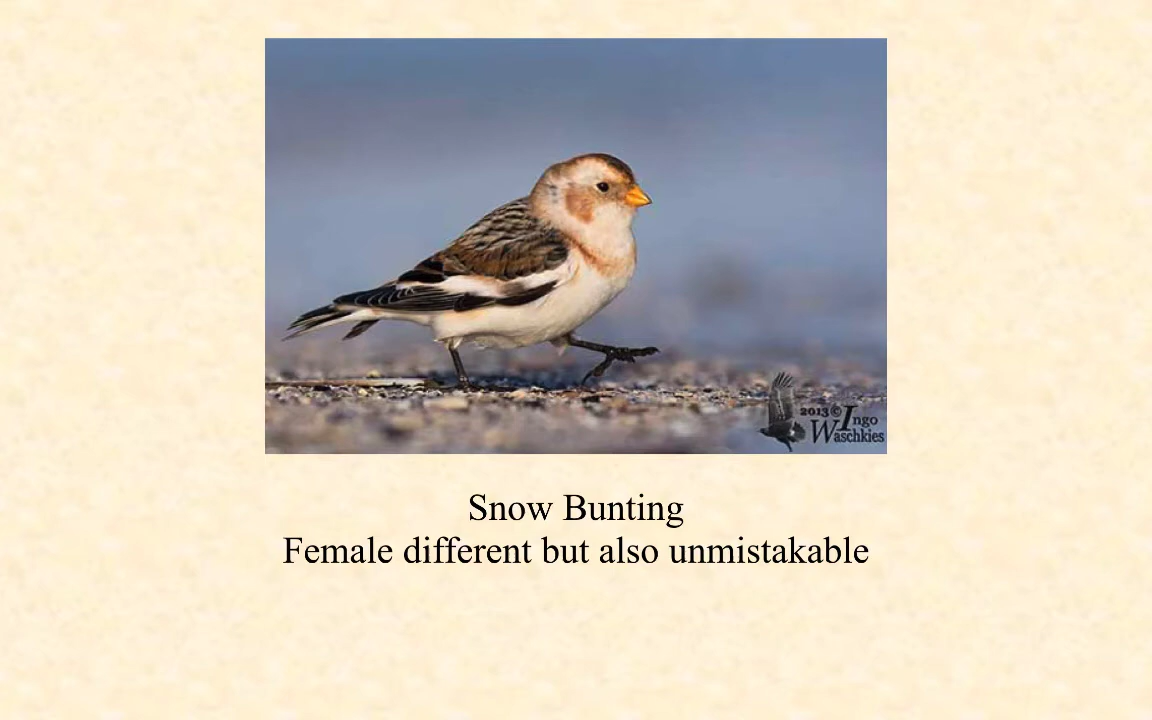 2013 © Ingo
Waschkies
Snow Bunting
Female different but also unmistakable